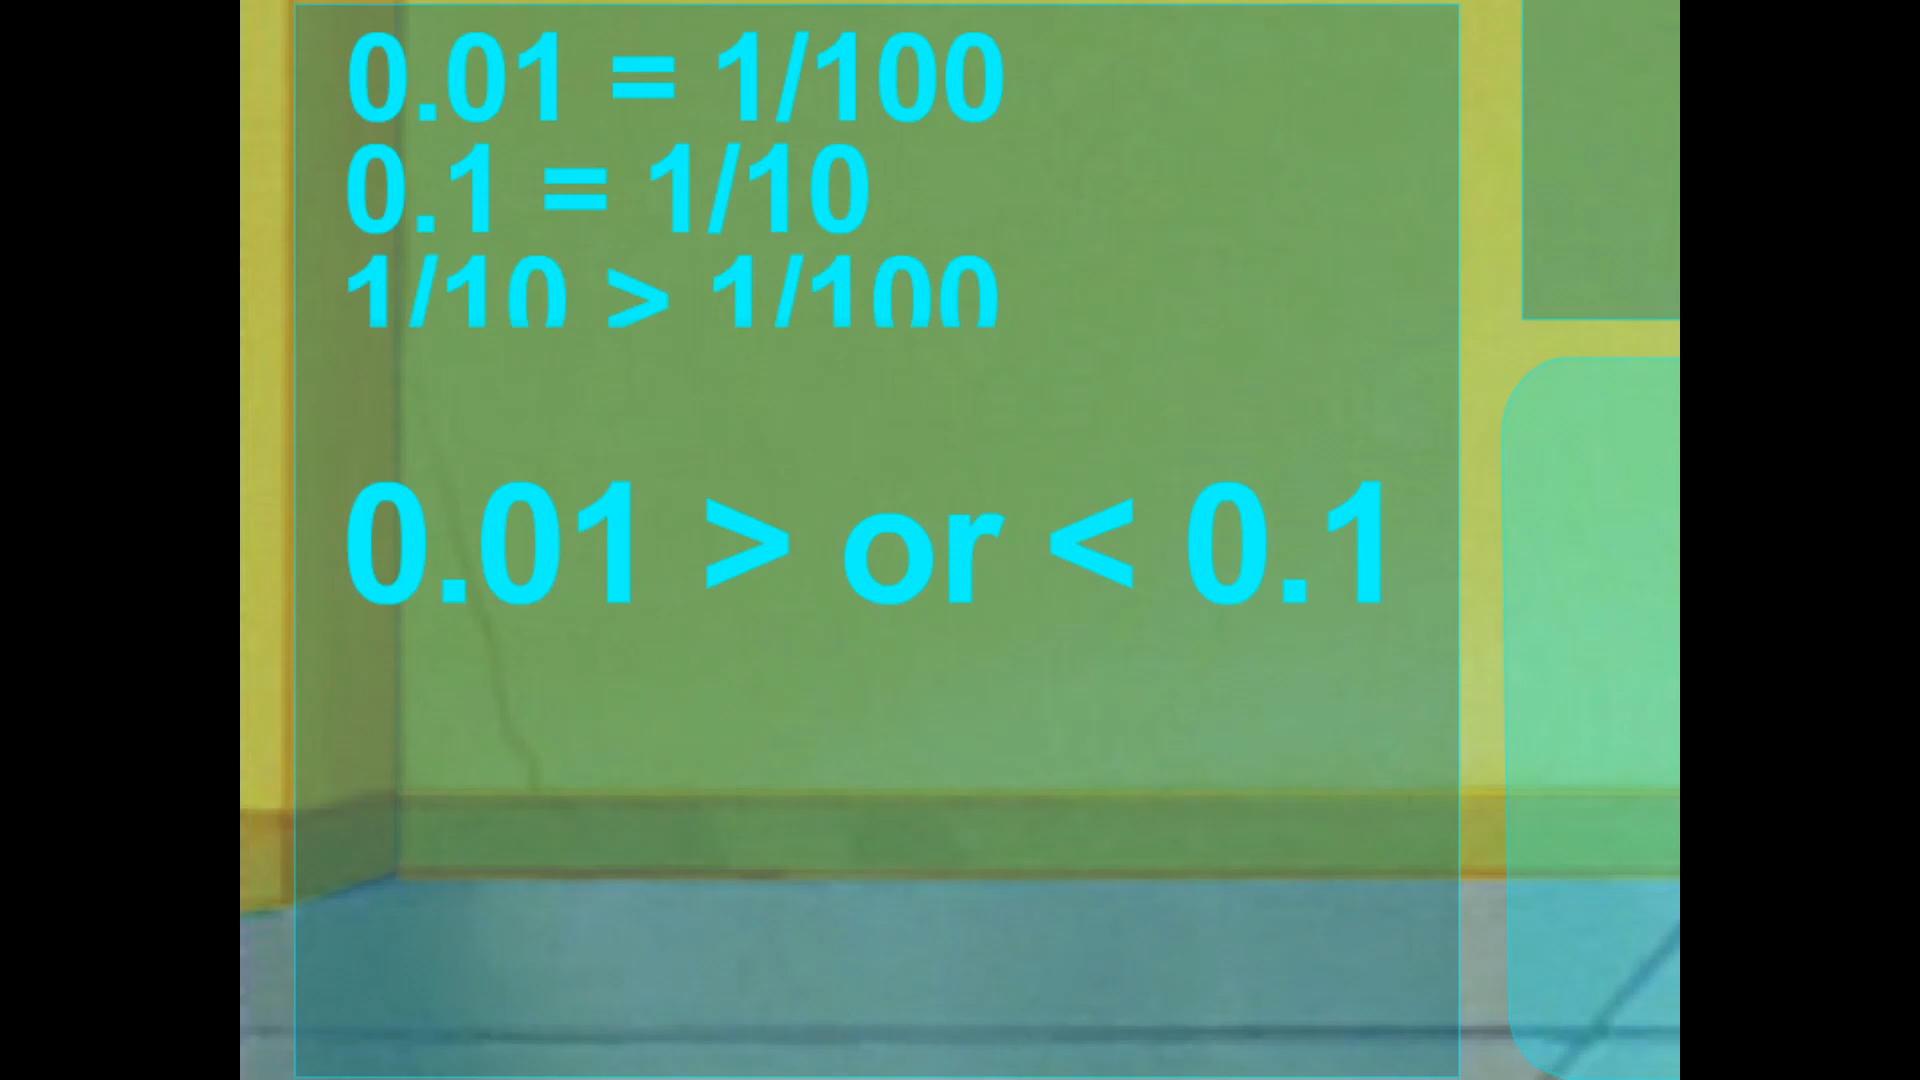 0.01 = 1/100
0.1 = 1/10
1/10 > 1/100
0.01 > or < 0.1